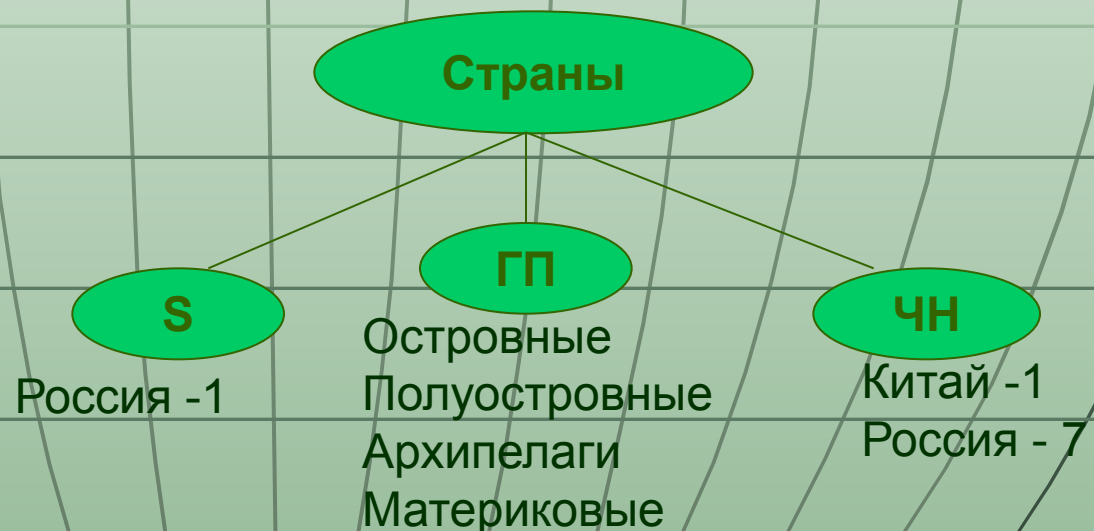 Страны
S
Россия -1
ГП
Островные
Полуостровные
Архипелаги
Материковые
ЧН
Китай -1
Россия - 7